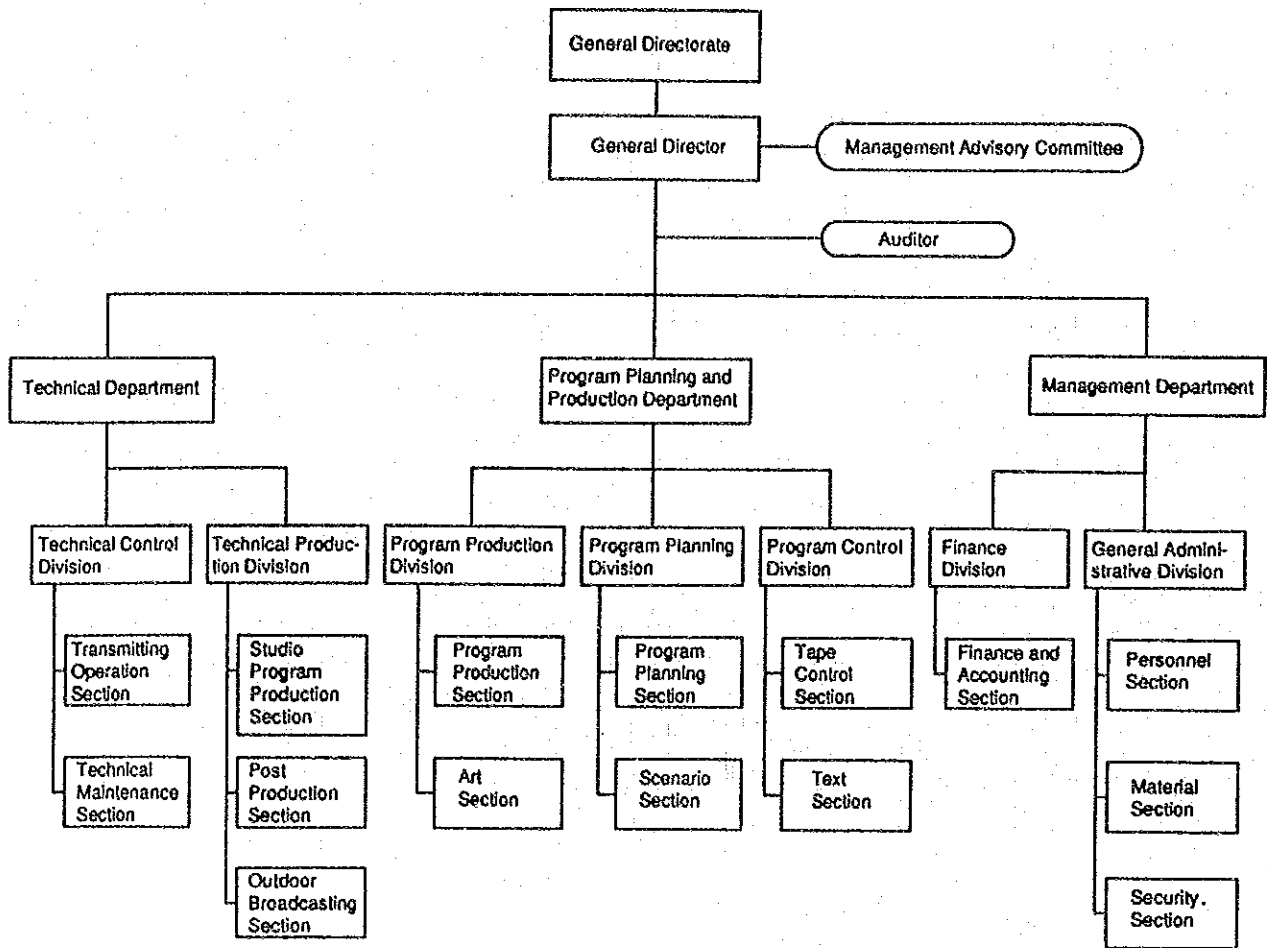 General Directorate
General Director
Management Advisory Committee
Auditor
Technical Department
Program Planning and
Production Department
Management Department
Technical Control
Division
Technical Produc-
tion Division
Program Production
Division
Program Planning
Division
Program Control
Division
Finance
Division
General Admini-
strative Division
Transmitting
Operation
Section
Studio
Program
Production
Section
Program
Production
Section
Program
Planning
Section
Tape
Control
Section
Finance and
Accounting
Section
Personnel
Section
Technical
Maintenance
Section
Post
Production
Section
Art
Section
Scenario
Section
Text
Section
Material
Section
Outdoor
Broadcasting
Section
Security.
Section